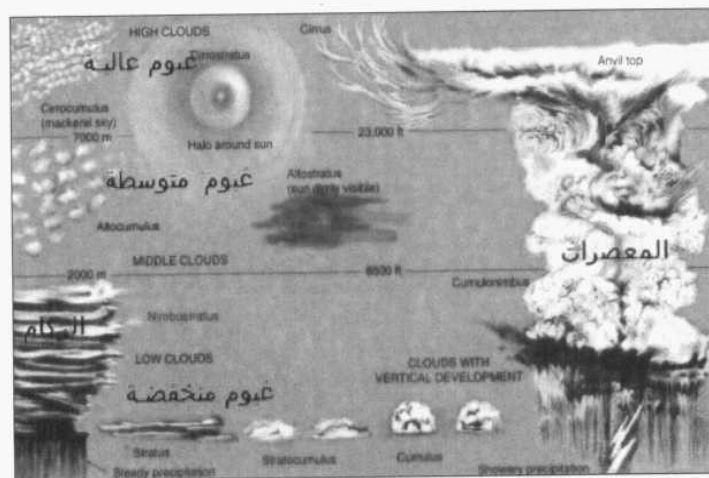 HIGH CLOUDS
Cirrus
غيوم عالية
Cirrostratus
Anvil top
Cirrocumulus
(mackerel sky)
7000 m
23,000 ft
Halo around sun
غيوم متوسطة
Altostratus
(sun dimly visible)
Altocumulus
المعصرات
MIDDLE CLOUDS
2000 m
6500 ft
Cumulonimbus
Nimbostratus
الركام
LOW CLOUDS
CLOUDS WITH
VERTICAL DEVELOPMENT
غيوم منخفضة
Stratus
Stratocumulus
Cumulus
Steady precipitation
Showery precipitation